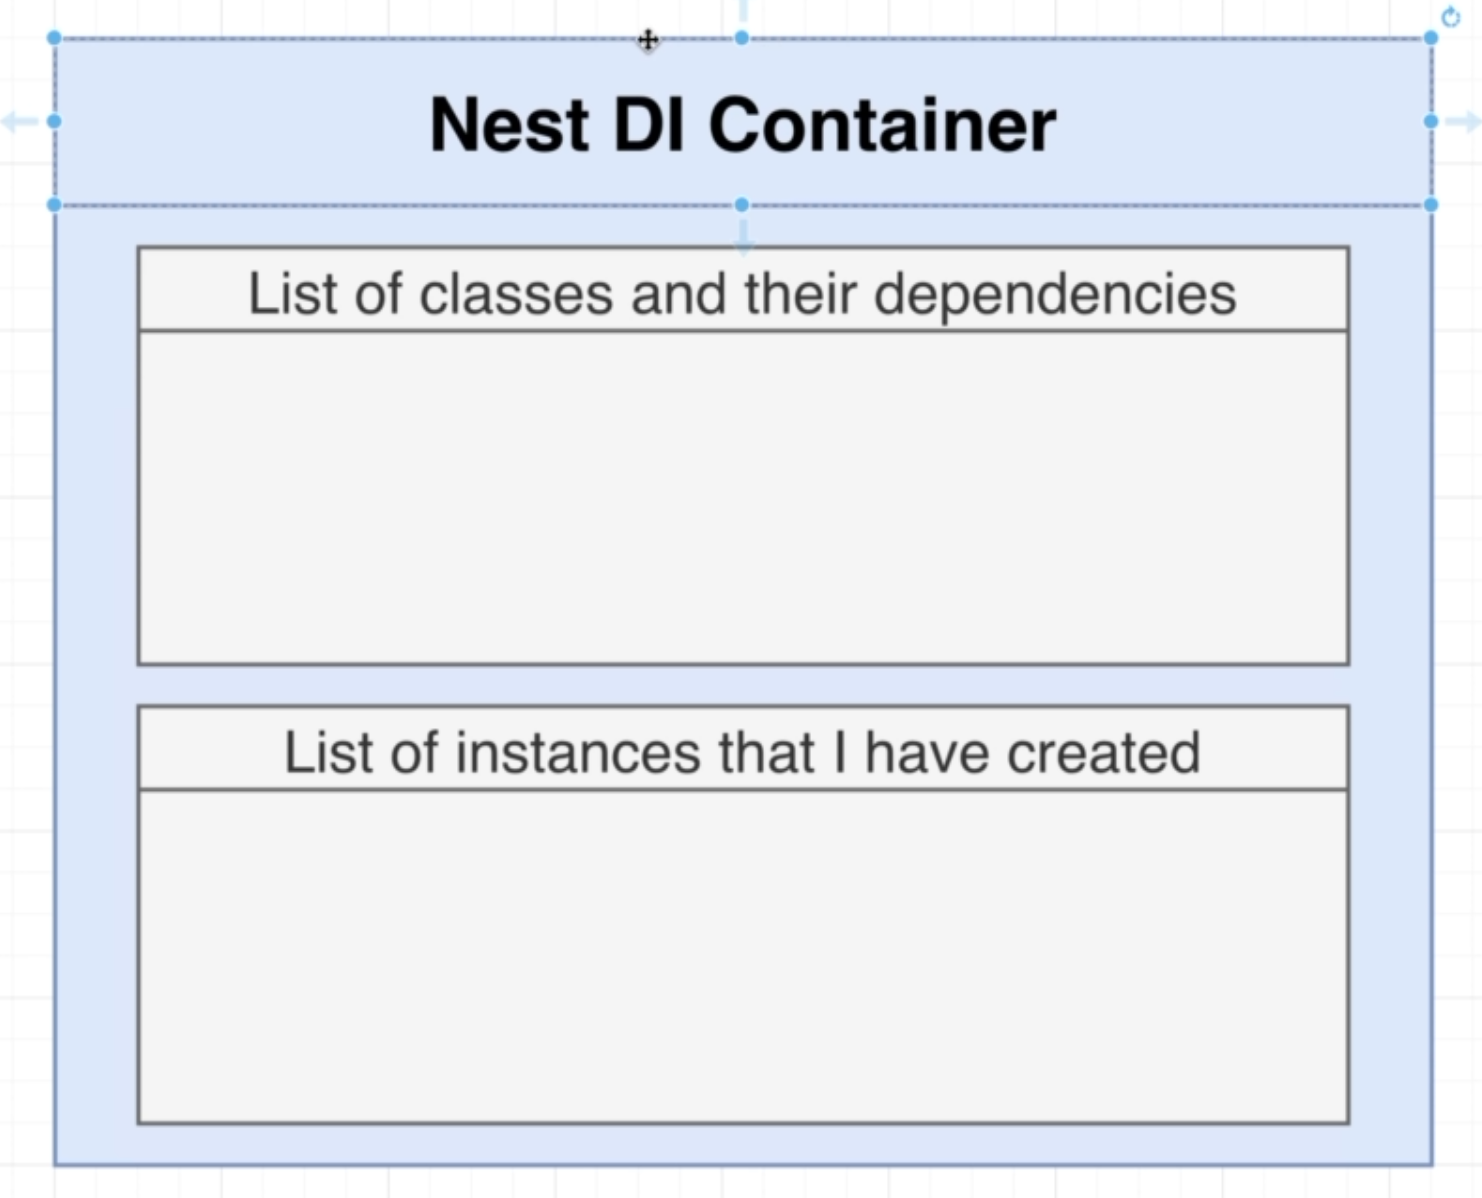 Nest DI Container
List of classes and their dependencies
List of instances that I have created